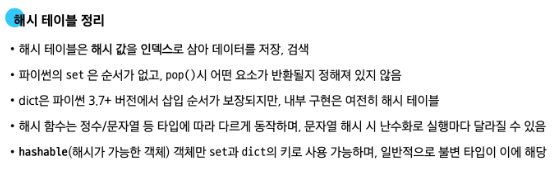 해시 테이블 정리
• 해시 테이블은 해시 값을 인덱스로 삼아 데이터를 저장, 검색
• 파이썬의 set 은 순서가 없고, pop()시 어떤 요소가 반환될지 정해져 있지 않음
• dict은 파이썬 3.7+ 버전에서 삽입 순서가 보장되지만, 내부 구현은 여전히 해시 테이블
• 해시 함수는 정수/문자열 등 타입에 따라 다르게 동작하며, 문자열 해시 시 난수화로 실행마다 달라질 수 있음
• hashable(해시가 가능한 객체) 객체만 set과 dict의 키로 사용 가능하며, 일반적으로 불변 타입이 이에 해당